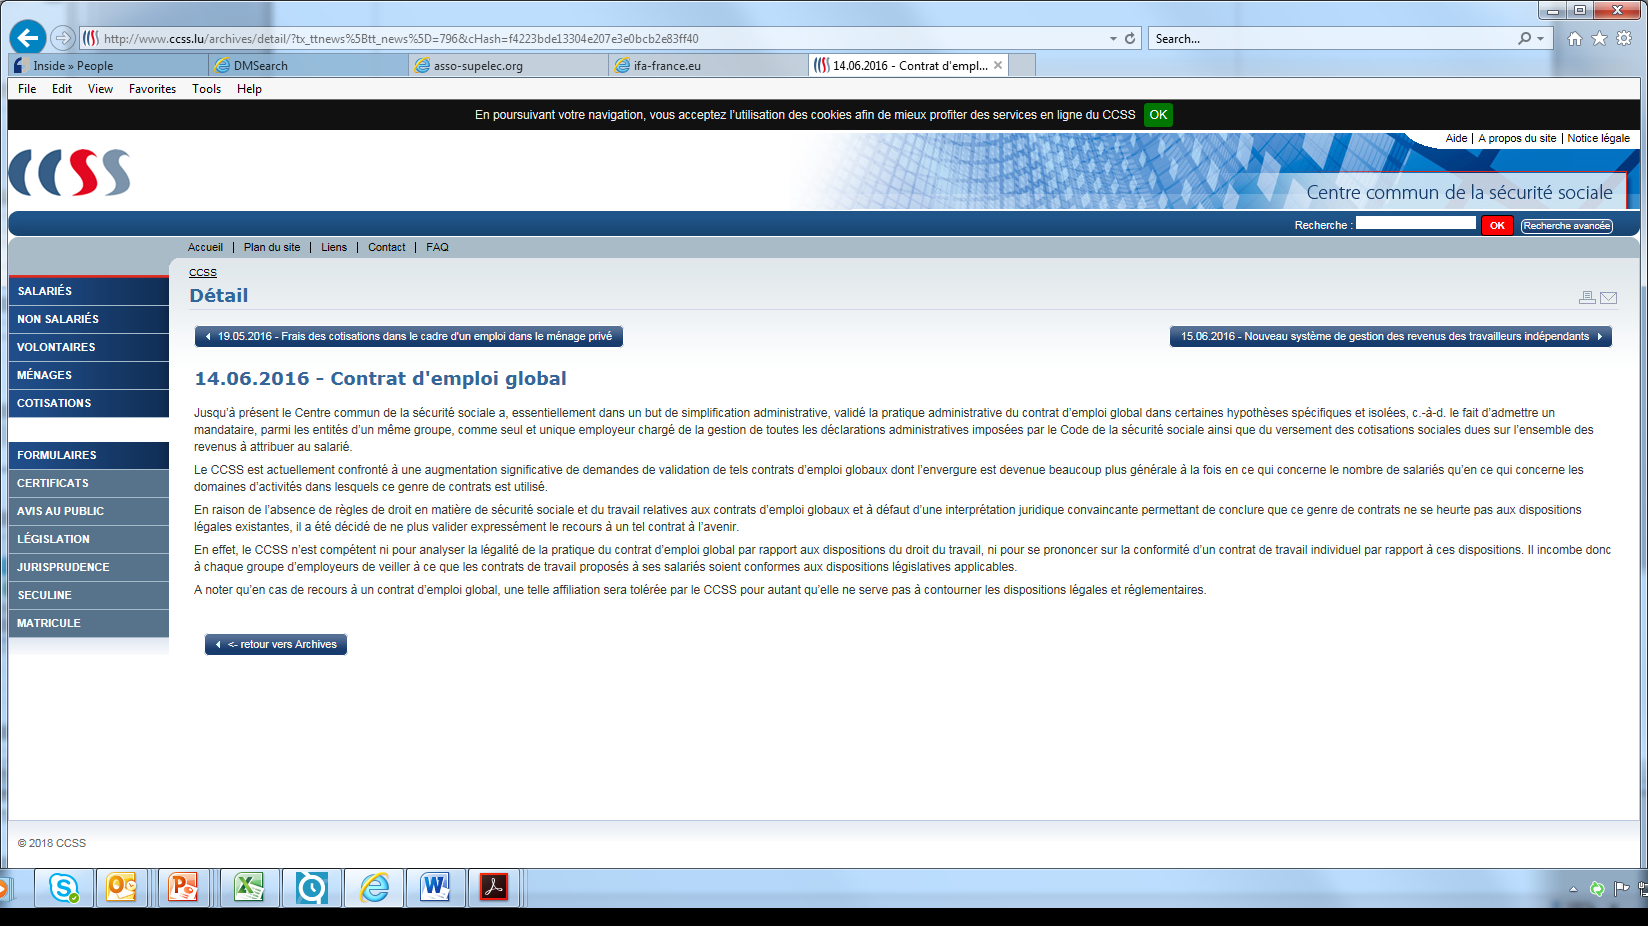 http://www.ccss.lu/archives/detail/?tx_ttnews%5Btt_news%5D=796&cHash=f4223bde13304e207e3e0bcb2e83ff40
Search...
Inside » People
DMSearch
asso-supelec.org
ifa-france.eu
14.06.2016 - Contrat d'empl...
File Edit View Favorites Tools Help
En poursuivant votre navigation, vous acceptez l'utilisation des cookies afin de mieux profiter des services en ligne du CCSS OK
Aide | A propos du site | Notice légale
CCSS
Centre commun de la sécurité sociale
Recherche : OK Recherche avancée
Accueil | Plan du site | Liens | Contact | FAQ
CCSS
Détail
SALARIÉS
NON SALARIÉS
VOLONTAIRES
MÉNAGES
COTISATIONS
FORMULAIRES
CERTIFICATS
AVIS AU PUBLIC
LÉGISLATION
JURISPRUDENCE
SECULINE
MATRICULE
19.05.2016 - Frais des cotisations dans le cadre d'un emploi dans le ménage privé
15.06.2016 - Nouveau système de gestion des revenus des travailleurs indépendants
14.06.2016 - Contrat d'emploi global
Jusqu'à présent le Centre commun de la sécurité sociale a, essentiellement dans un but de simplification administrative, validé la pratique administrative du contrat d'emploi global dans certaines hypothèses spécifiques et isolées, c.-à-d. le fait d'admettre un
mandataire, parmi les entités d'un même groupe, comme seul et unique employeur chargé de la gestion de toutes les déclarations administratives imposées par le Code de la sécurité sociale ainsi que du versement des cotisations sociales dues sur l'ensemble des
revenus à attribuer au salarié.
Le CCSS est actuellement confronté à une augmentation significative de demandes de validation de tels contrats d'emploi globaux dont l'envergure est devenue beaucoup plus générale à la fois en ce qui concerne le nombre de salariés qu'en ce qui concerne les
domaines d'activités dans lesquels ce genre de contrats est utilisé.
En raison de l'absence de règles de droit en matière de sécurité sociale et du travail relatives aux contrats d'emploi globaux et à défaut d'une interprétation juridique convaincante permettant de conclure que ce genre de contrats ne se heurte pas aux dispositions
légales existantes, il a été décidé de ne plus valider expressément le recours à un tel contrat à l'avenir.
En effet, le CCSS n'est compétent ni pour analyser la légalité de la pratique du contrat d'emploi global par rapport aux dispositions du droit du travail, ni pour se prononcer sur la conformité d'un contrat de travail individuel par rapport à ces dispositions. Il incombe donc
à chaque groupe d'employeurs de veiller à ce que les contrats de travail proposés à ses salariés soient conformes aux dispositions législatives applicables.
A noter qu'en cas de recours à un contrat d'emploi global, une telle affiliation sera tolérée par le CCSS pour autant qu'elle ne serve pas à contourner les dispositions légales et réglementaires.
<- retour vers Archives
© 2018 CCSS